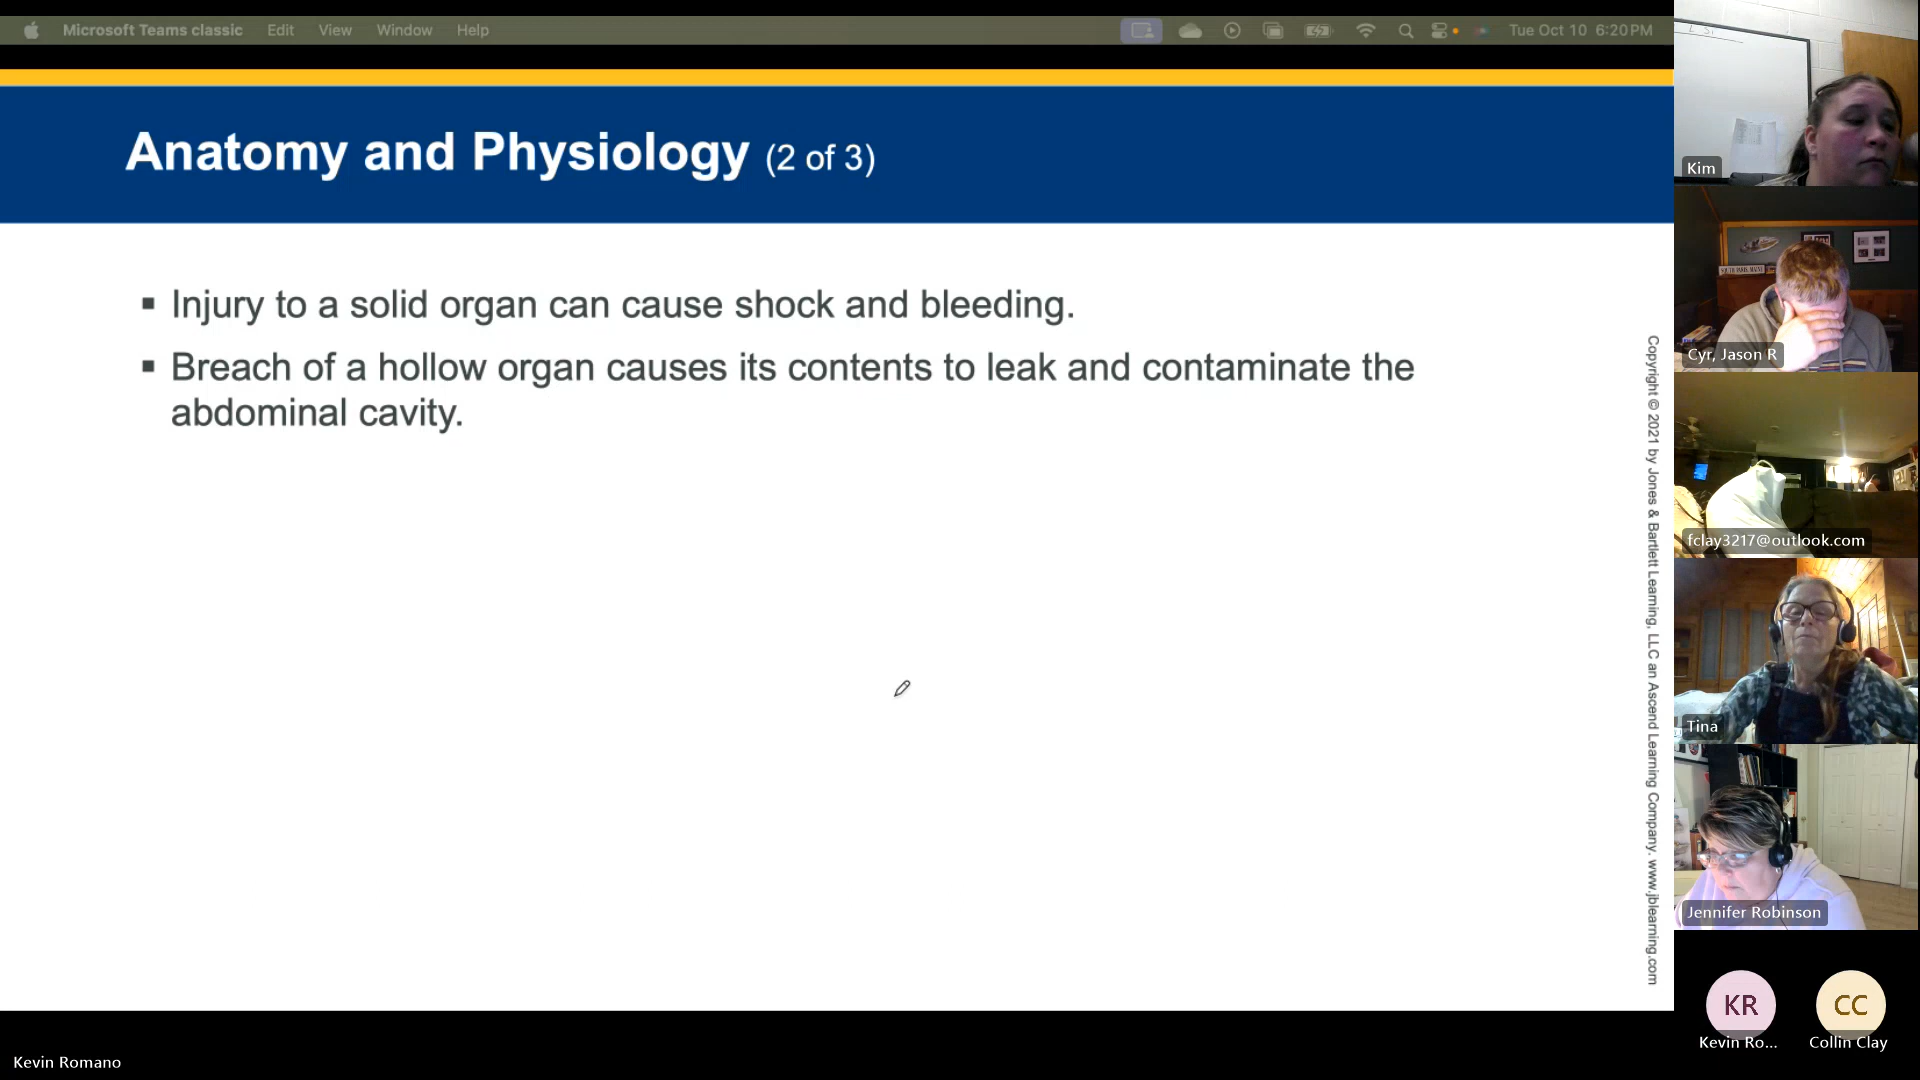 Microsoft Teams classic Edit View Window Help Tue Oct 10 6:20 PM
Anatomy and Physiology (2 of 3)
▪ Injury to a solid organ can cause shock and bleeding.
▪ Breach of a hollow organ causes its contents to leak and contaminate the
abdominal cavity.
Copyright © 2021 by Jones & Bartlett Learning, LLC an Ascend Learning Company. www.jblearning.com
Kim
Cyr, Jason R
fclay3217@outlook.com
Tina
Jennifer Robinson
KR
Kevin Ro...
CC
Collin Clay
Kevin Romano